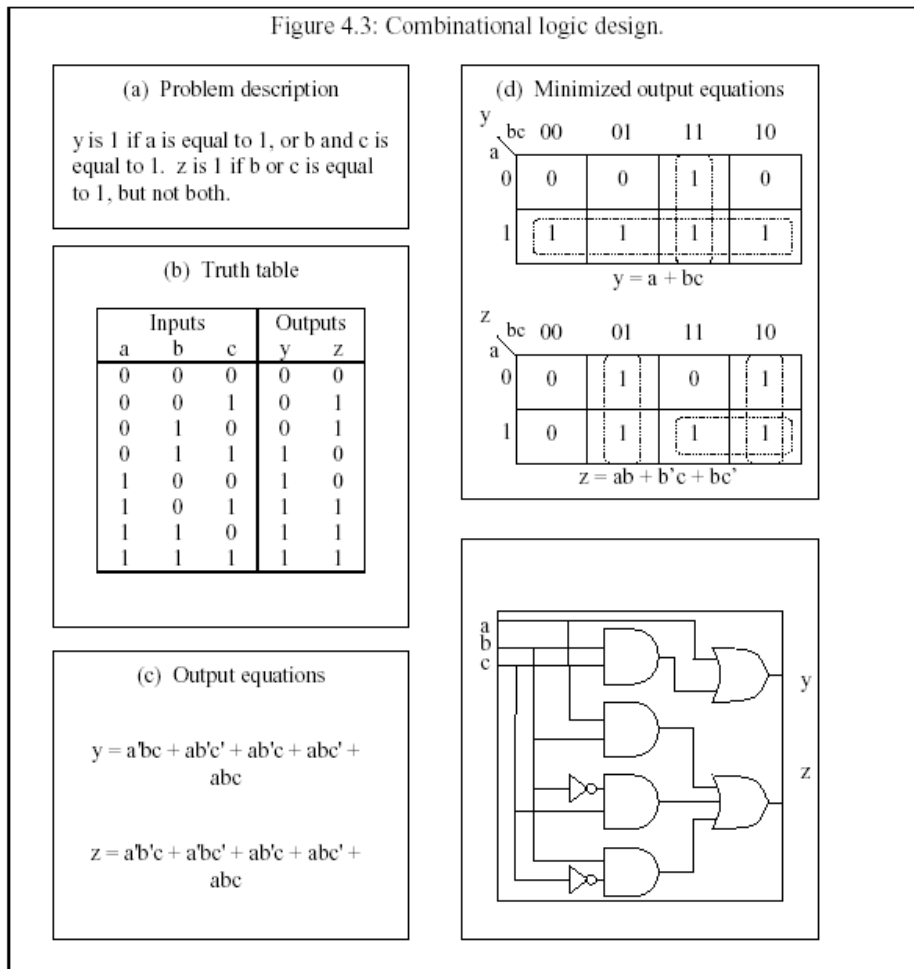 Figure 4.3: Combinational logic design.
(a) Problem description
y is 1 if a is equal to 1, or b and c is
equal to 1. z is 1 if b or c is equal
to 1, but not both.
(b) Truth table
Inputs Outputs
a b c y z
0 0 0 0 0
0 0 1 0 1
0 1 0 0 1
0 1 1 1 0
1 0 0 1 0
1 0 1 1 1
1 1 0 1 1
1 1 1 1 1
(c) Output equations
y = a'bc + ab'c' + ab'c + abc' +
abc
z = a'b'c + a'bc' + ab'c + abc' +
abc
(d) Minimized output equations
y
bc 00 01 11 10
a
0 0 0 1 0
1 1 1 1 1
y = a + bc
z
bc 00 01 11 10
a
0 0 1 0 1
1 0 1 1 1
z = ab + b’c + bc’
a
b
c
y
z